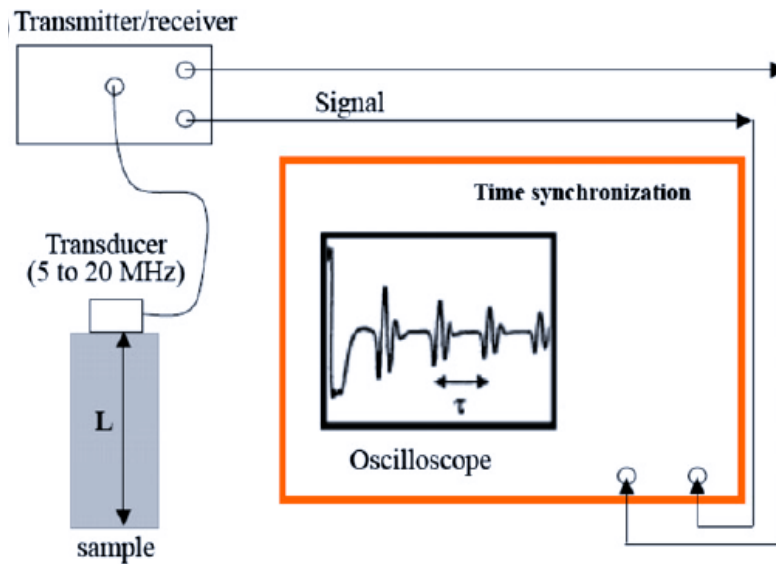 Transmitter/receiver
Signal
Time synchronization
Transducer
(5 to 20 MHz)
τ
L
Oscilloscope
sample